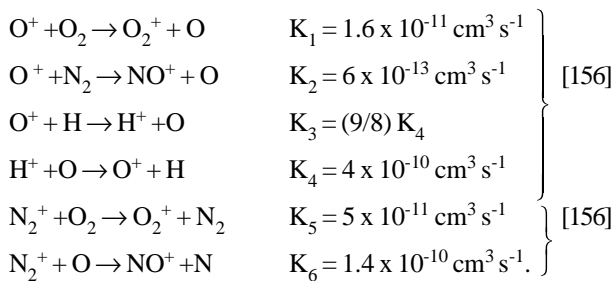 O⁺ +O₂ → O₂⁺ + O K₁ = 1.6 x 10⁻¹¹ cm³ s⁻¹
O⁺ +N₂ → NO⁺ + O K₂ = 6 x 10⁻¹³ cm³ s⁻¹ [156]
O⁺ + H → H⁺ +O K₃ = (9/8) K₄
H⁺ + O → O⁺ + H K₄ = 4 x 10⁻¹⁰ cm³ s⁻¹
N₂⁺ +O₂ → O₂⁺ + N₂ K₅ = 5 x 10⁻¹¹ cm³ s⁻¹ [156]
N₂⁺ + O → NO⁺ +N K₆ = 1.4 x 10⁻¹⁰ cm³ s⁻¹.